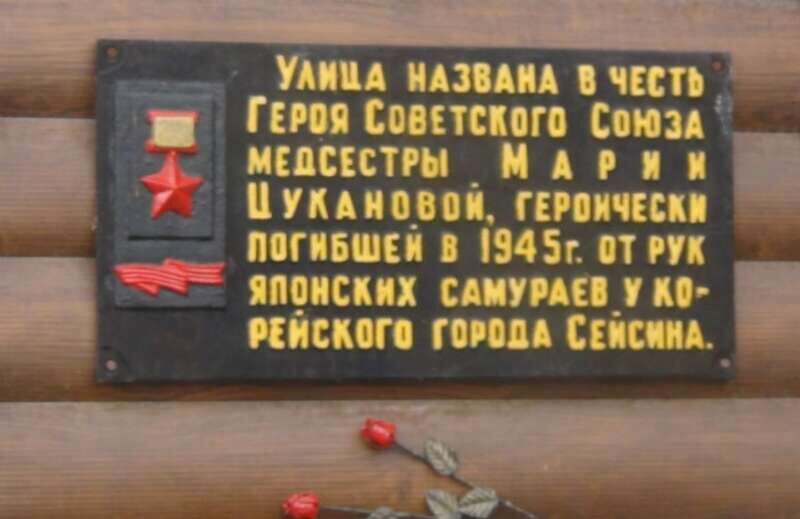 Улица названа в честь
Героя Советского Союза
медсестры Марии
Цукановой, героически
погибшей в 1945г. от рук
японских самураев у ко-
рейского города Сейсина.